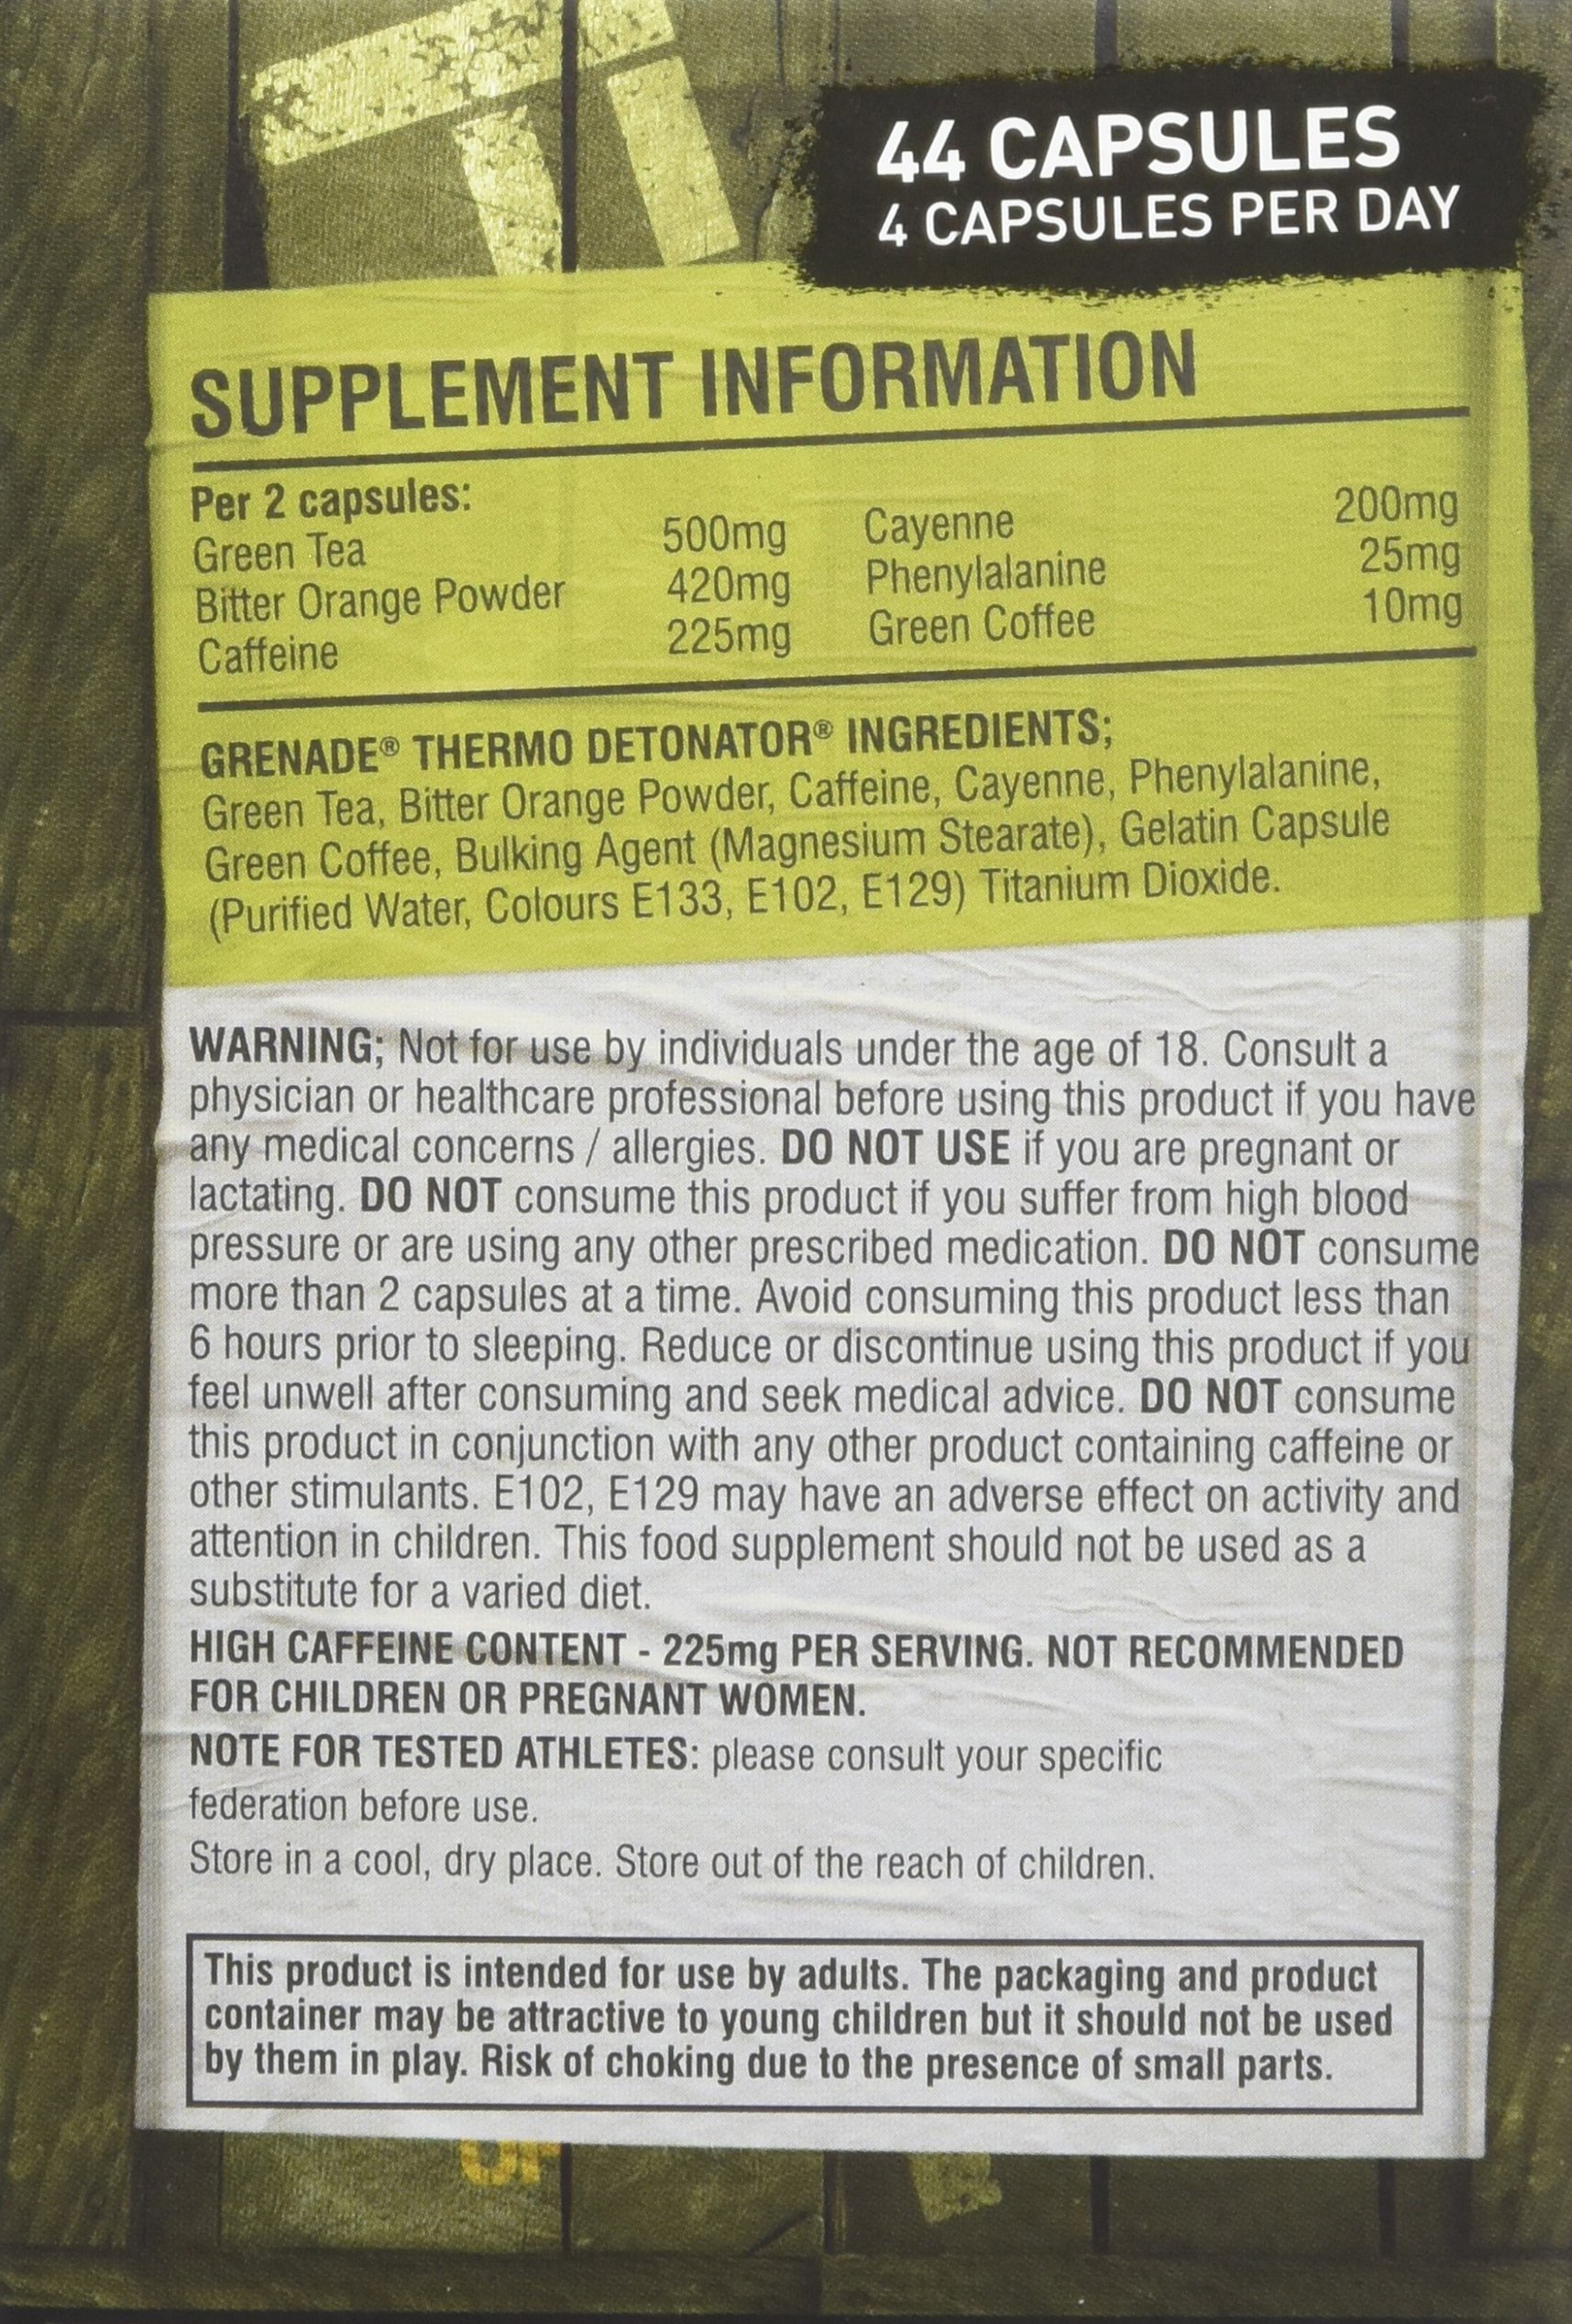 44 CAPSULES
4 CAPSULES PER DAY
SUPPLEMENT INFORMATION
Per 2 capsules:
Green Tea 500mg Cayenne 200mg
Bitter Orange Powder 420mg Phenylalanine 25mg
Caffeine 225mg Green Coffee 10mg
GRENADE® THERMO DETONATOR® INGREDIENTS;
Green Tea, Bitter Orange Powder, Caffeine, Cayenne, Phenylalanine,
Green Coffee, Bulking Agent (Magnesium Stearate), Gelatin Capsule
(Purified Water, Colours E133, E102, E129) Titanium Dioxide.
WARNING; Not for use by individuals under the age of 18. Consult a
physician or healthcare professional before using this product if you have
any medical concerns / allergies. DO NOT USE if you are pregnant or
lactating. DO NOT consume this product if you suffer from high blood
pressure or are using any other prescribed medication. DO NOT consume
more than 2 capsules at a time. Avoid consuming this product less than
6 hours prior to sleeping. Reduce or discontinue using this product if you
feel unwell after consuming and seek medical advice. DO NOT consume
this product in conjunction with any other product containing caffeine or
other stimulants. E102, E129 may have an adverse effect on activity and
attention in children. This food supplement should not be used as a
substitute for a varied diet.
HIGH CAFFEINE CONTENT - 225mg PER SERVING. NOT RECOMMENDED
FOR CHILDREN OR PREGNANT WOMEN.
NOTE FOR TESTED ATHLETES: please consult your specific
federation before use.
Store in a cool, dry place. Store out of the reach of children.
This product is intended for use by adults. The packaging and product
container may be attractive to young children but it should not be used
by them in play. Risk of choking due to the presence of small parts.